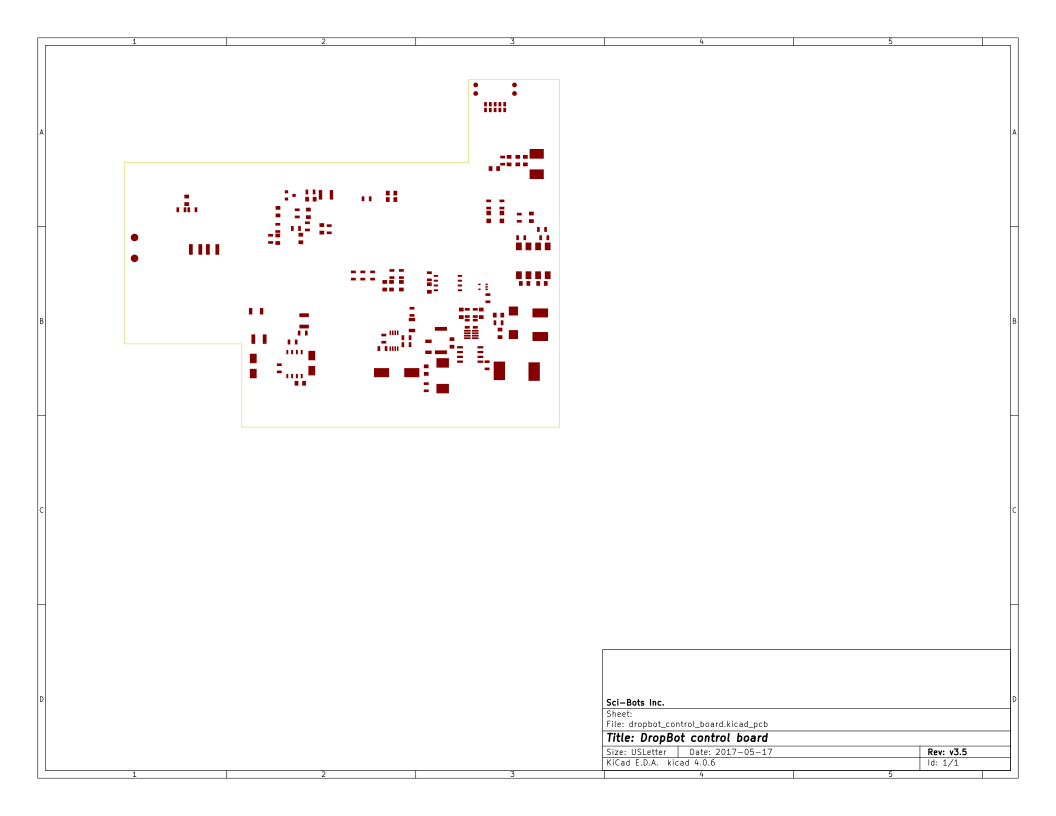 1 2 3 4 5
A A
B B
C C
D D
Sci-Bots Inc.
Sheet:
File: dropbot_control_board.kicad_pcb
Title: DropBot control board
Size: USLetter Date: 2017-05-17 Rev: v3.5
KiCad E.D.A. kicad 4.0.6 Id: 1/1
1 2 3 4 5